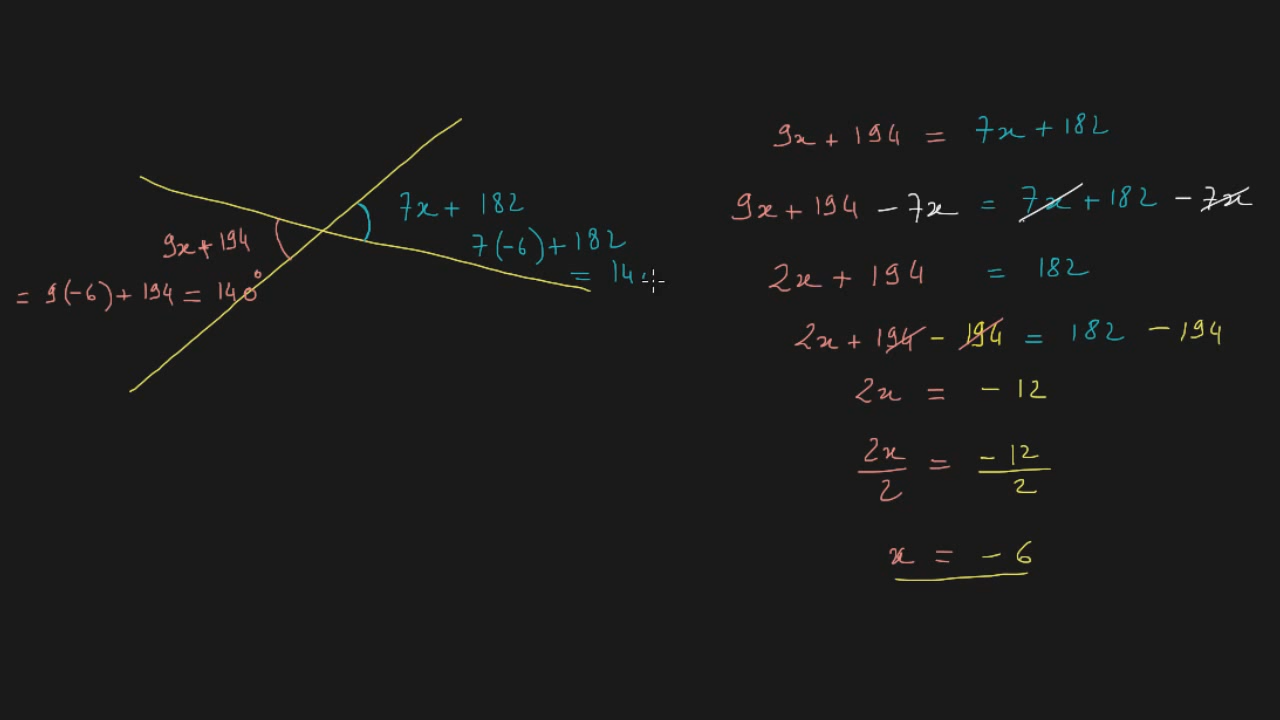 7x + 182
9x + 194
7(-6) + 182
= 14
= 9(-6) + 194 = 140°
9x + 194 = 7x + 182
9x + 194 - 7x = 7x + 182 - 7x
2x + 194 = 182
2x + 194 - 194 = 182 - 194
2x = - 12
2x/2 = - 12/2
x = - 6